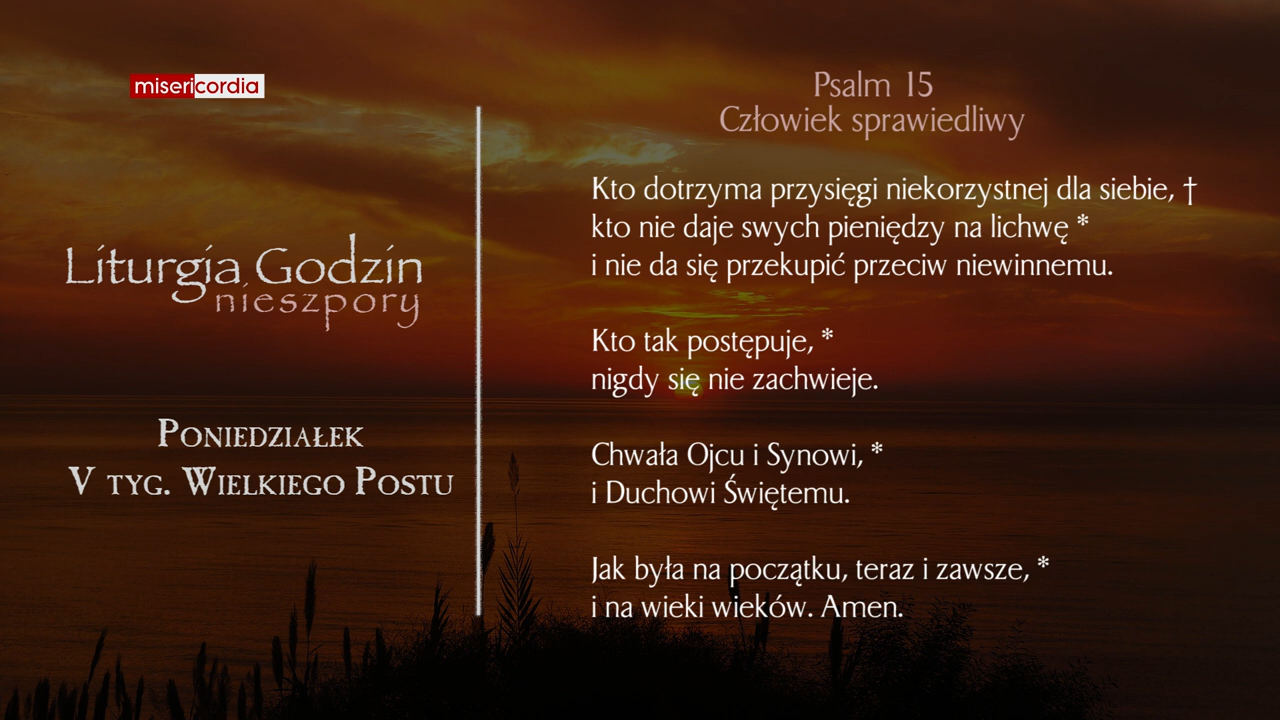 misericordia
Liturgia Godzin
nieszpory
Poniedziałek
V tyg. Wielkiego Postu
Psalm 15
Człowiek sprawiedliwy
Kto dotrzyma przysięgi niekorzystnej dla siebie, †
kto nie daje swych pieniędzy na lichwę *
i nie da się przekupić przeciw niewinnemu.
Kto tak postępuje, *
nigdy się nie zachwieje.
Chwała Ojcu i Synowi, *
i Duchowi Świętemu.
Jak była na początku, teraz i zawsze, *
i na wieki wieków. Amen.